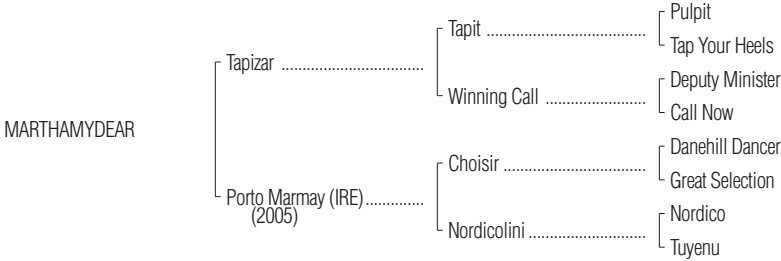 Pulpit
Tapit ..................................
Tap Your Heels
Tapizar .................................
Deputy Minister
Winning Call .........................
Call Now
MARTHAMYDEAR
Danehill Dancer
Choisir ..................................
Great Selection
Porto Marmay (IRE)..............
(2005)
Nordico
Nordicolini .............................
Tuyenu